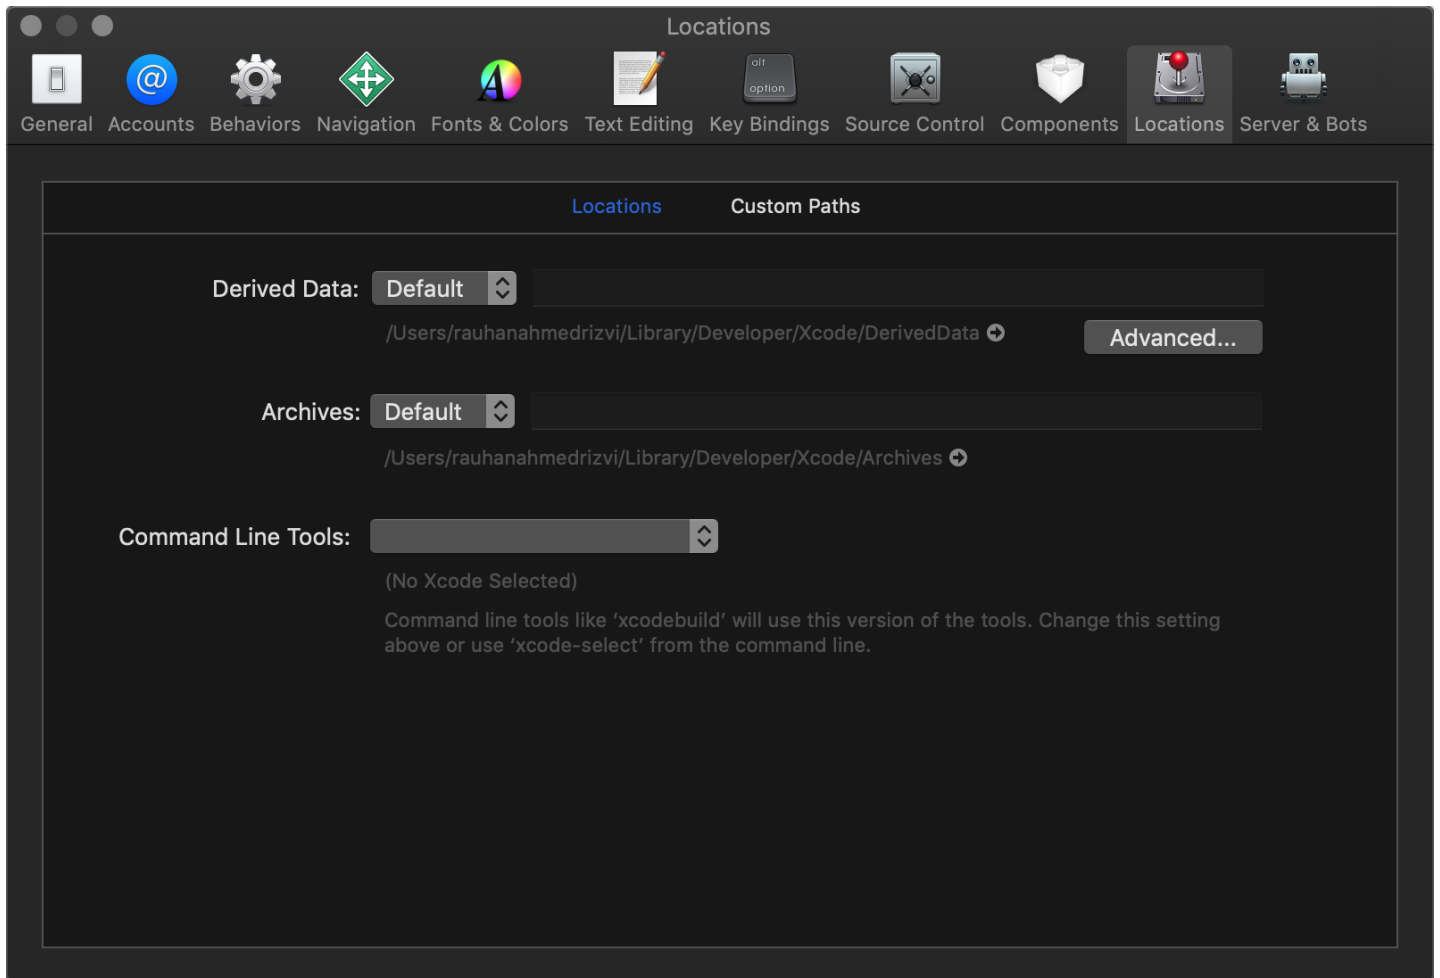 Locations
General Accounts Behaviors Navigation Fonts & Colors Text Editing alt option Key Bindings Source Control Components Locations Server & Bots
Locations Custom Paths
Derived Data: Default
/Users/rauhanahmedrizvi/Library/Developer/Xcode/DerivedData Advanced...
Archives: Default
/Users/rauhanahmedrizvi/Library/Developer/Xcode/Archives
Command Line Tools:
(No Xcode Selected)
Command line tools like ‘xcodebuild’ will use this version of the tools. Change this setting
above or use ‘xcode-select’ from the command line.